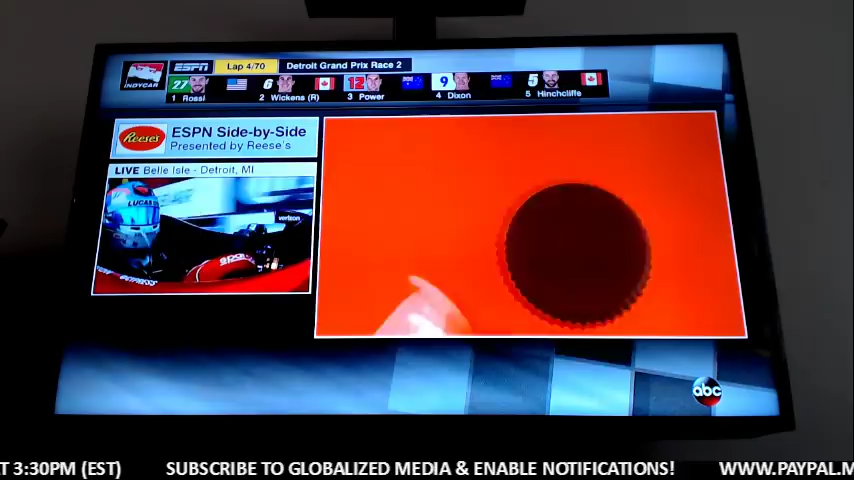 INDYCAR
ESPN
Lap 4/70
Detroit Grand Prix Race 2
27
6
12
9
5
1 Rossi
2 Wickens (R)
3 Power
4 Dixon
5 Hinchcliffe
Reese's
ESPN Side-by-Side
Presented by Reese's
LIVE Belle Isle - Detroit, MI
LUCAS
verizon
abc
T 3:30PM (EST)
SUBSCRIBE TO GLOBALIZED MEDIA & ENABLE NOTIFICATIONS!
WWW.PAYPAL.M